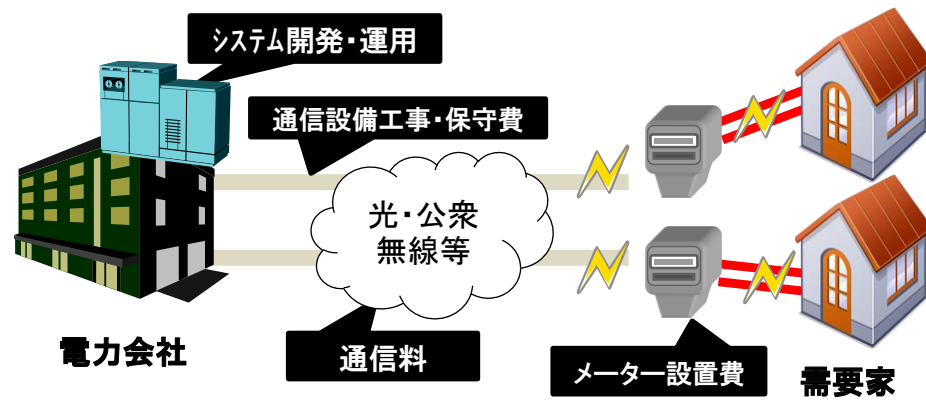 ｼｽﾃﾑ開発・運用
通信設備工事・保守費
光・公衆
無線等
電力会社
通信料
メーター設置費
需要家